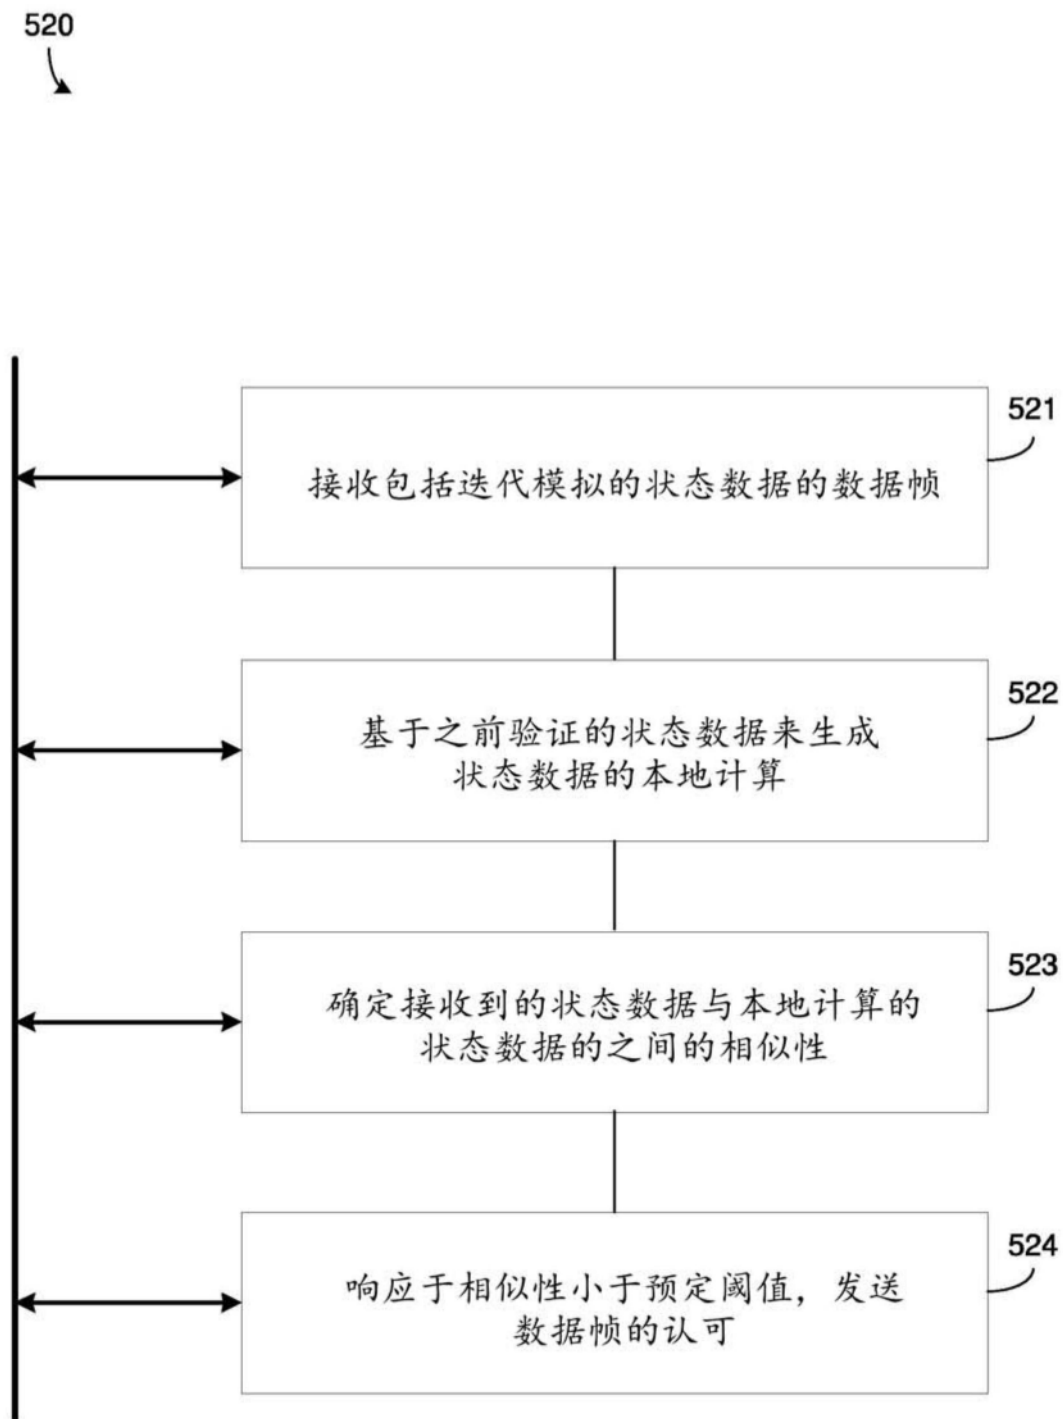 520
521
接收包括迭代模拟的状态数据的数据帧
522
基于之前验证的状态数据来生成
状态数据的本地计算
523
确定接收到的状态数据与本地计算的
状态数据的之间的相似性
524
响应于相似性小于预定阈值，发送
数据帧的认可